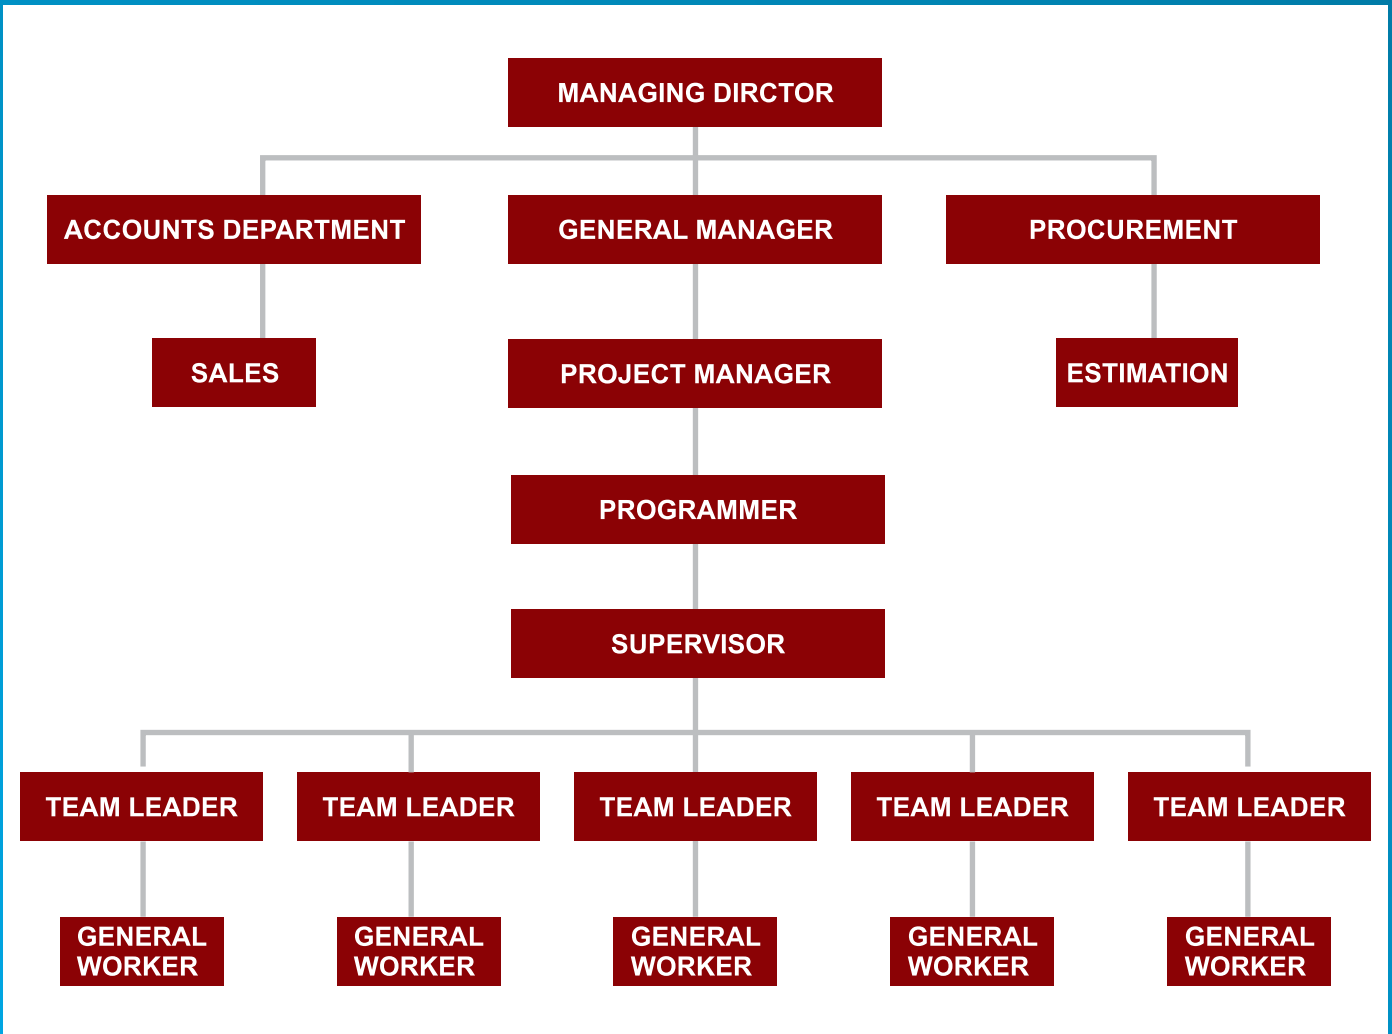 MANAGING DIRCTOR
ACCOUNTS DEPARTMENT
GENERAL MANAGER
PROCUREMENT
SALES
PROJECT MANAGER
ESTIMATION
PROGRAMMER
SUPERVISOR
TEAM LEADER
TEAM LEADER
TEAM LEADER
TEAM LEADER
TEAM LEADER
GENERAL
WORKER
GENERAL
WORKER
GENERAL
WORKER
GENERAL
WORKER
GENERAL
WORKER